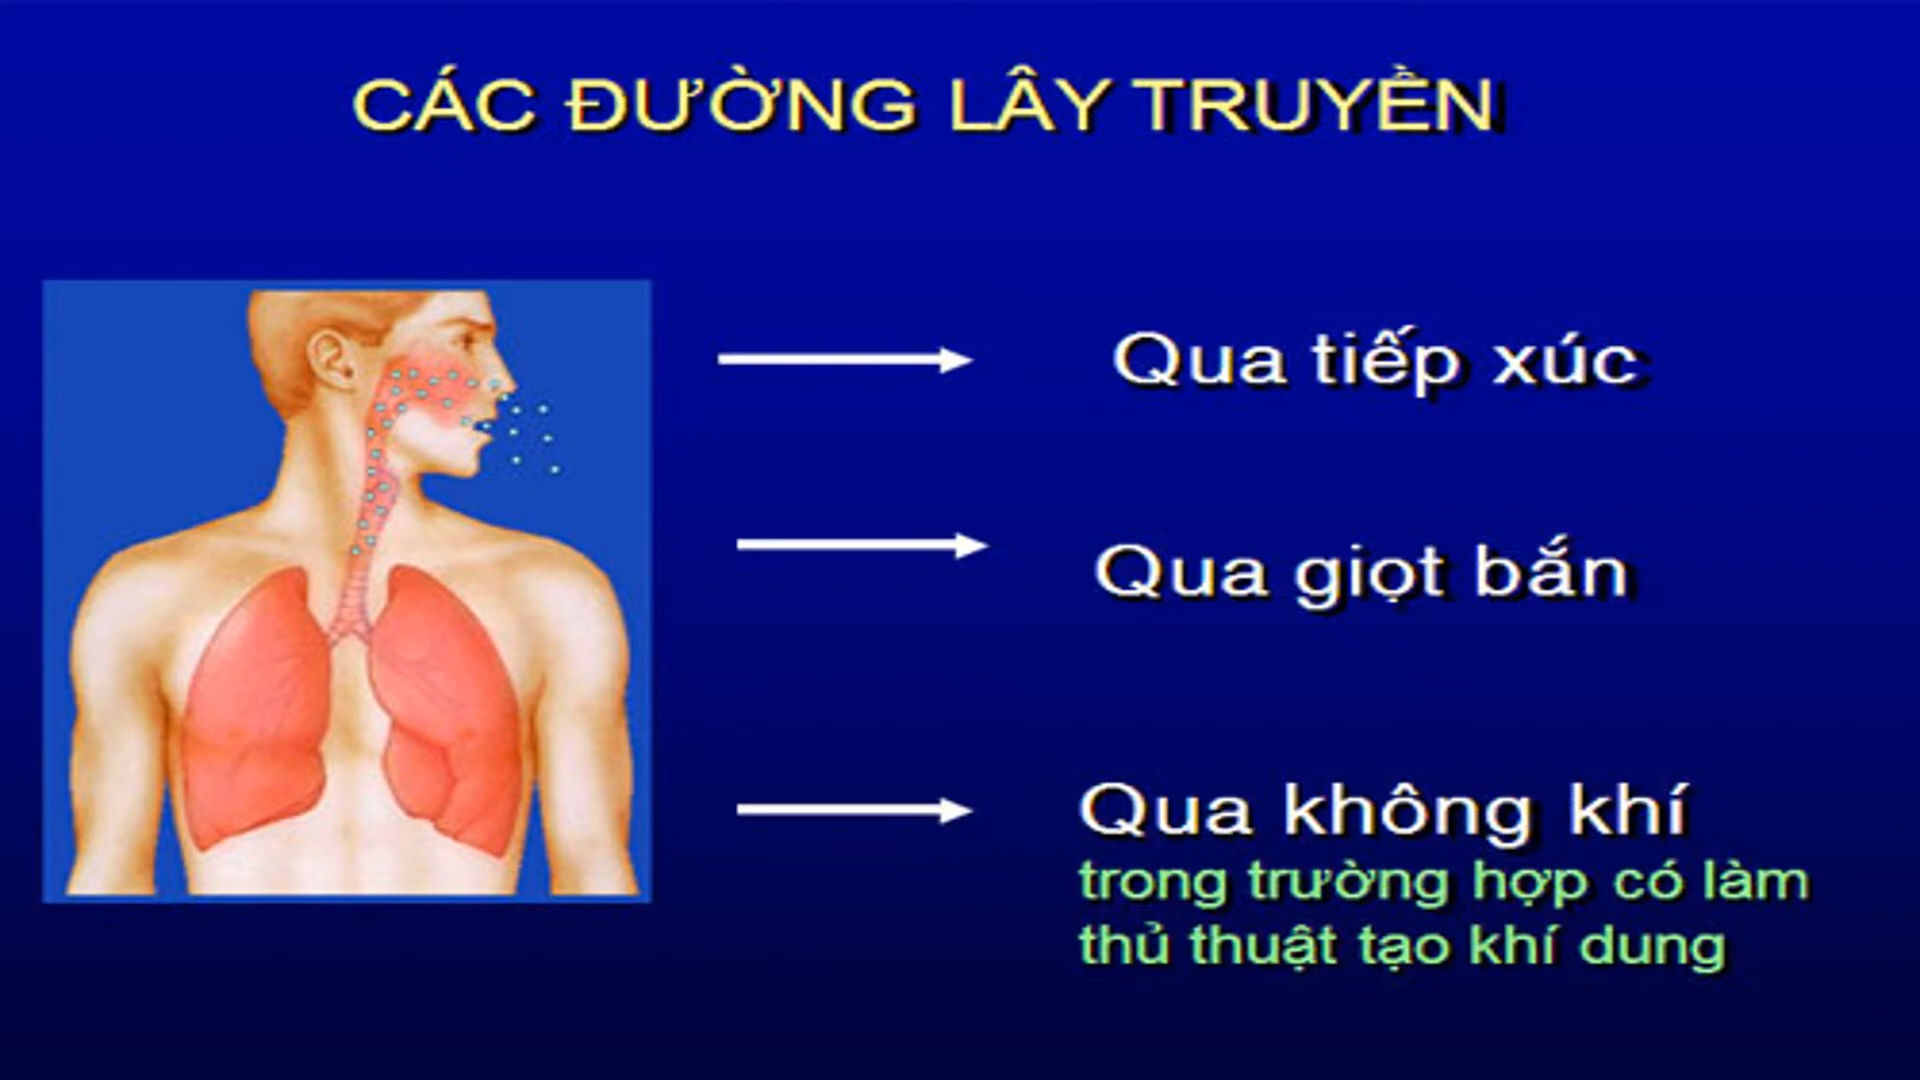 CÁC ĐƯỜNG LÂY TRUYỀN
Qua tiếp xúc
Qua giọt bắn
Qua không khí
trong trường hợp có làm
thủ thuật tạo khí dung